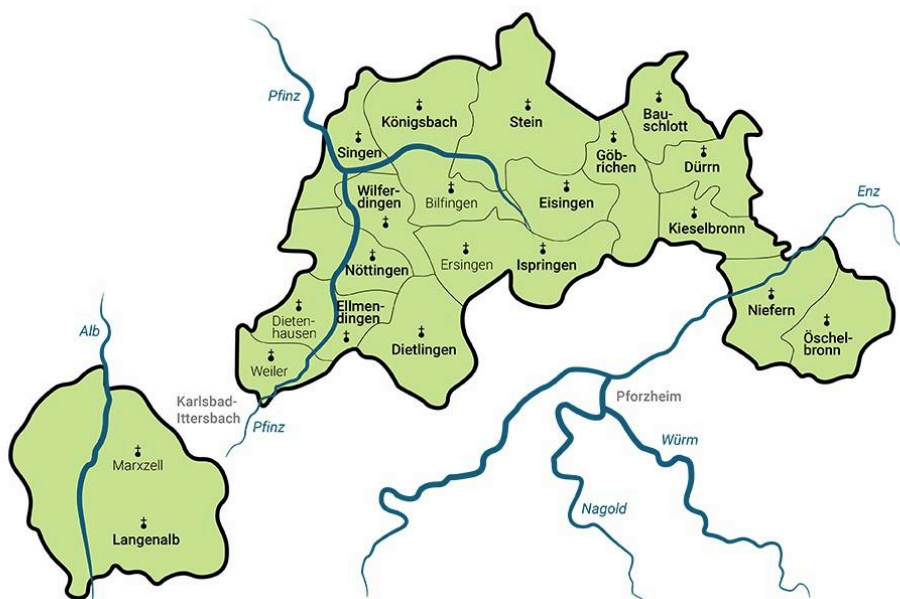 Pfinz
Königsbach
Stein
Bau-
schlott
Singen
Göb-
richen
Dürrn
Wilfer-
dingen
Bilfingen
Eisingen
Enz
Kieselbronn
Nöttingen
Ersingen
Ispringen
Niefern
Dieten-
hausen
Ellmen-
dingen
Dietlingen
Öschel-
bronn
Alb
Weiler
Karlsbad-
Ittersbach
Pfinz
Pforzheim
Marxzell
Würm
Nagold
Langenalb